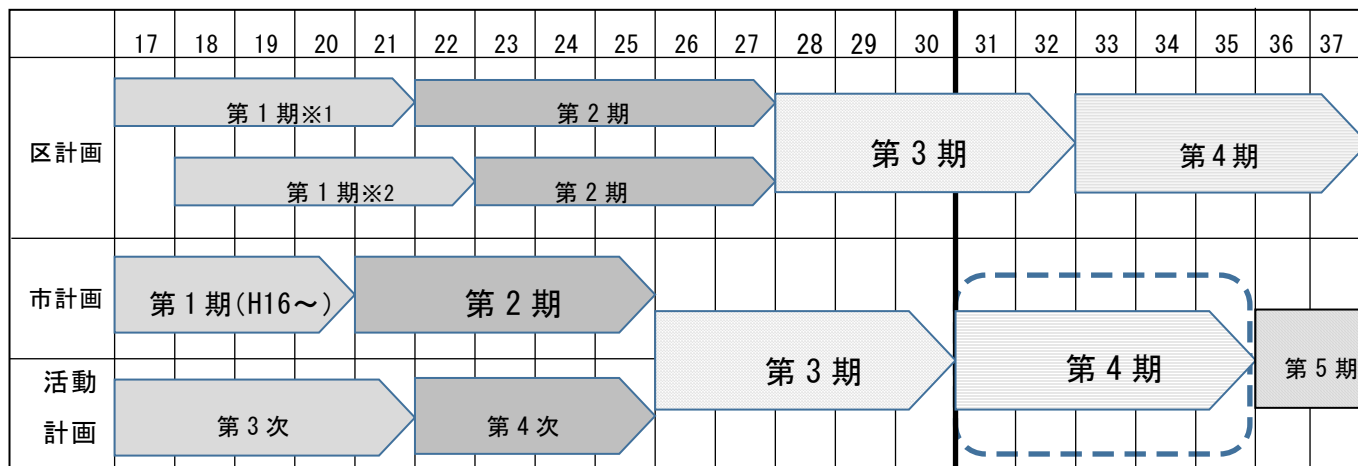 17 18 19 20 21 22 23 24 25 26 27 28 29 30 31 32 33 34 35 36 37
区計画
第1期※1
第2期
第3期
第4期
第1期※2
第2期
市計画
第1期(H16～)
第2期
第3期
第4期
第5期
活動
計画
第3次
第4次